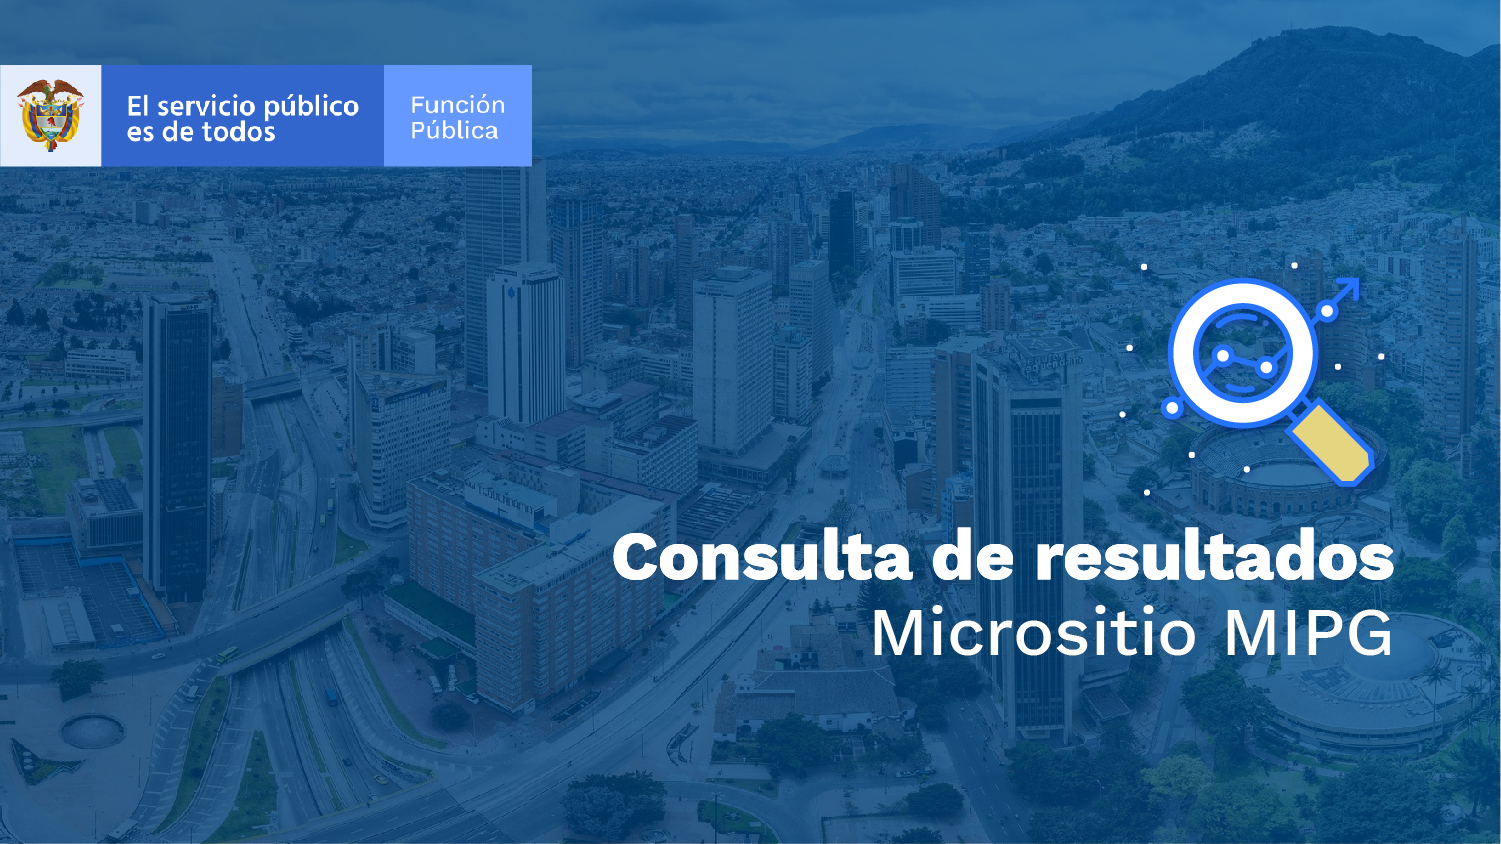 El servicio público
es de todos
Función
Pública
Consulta de resultados
Micrositio MIPG